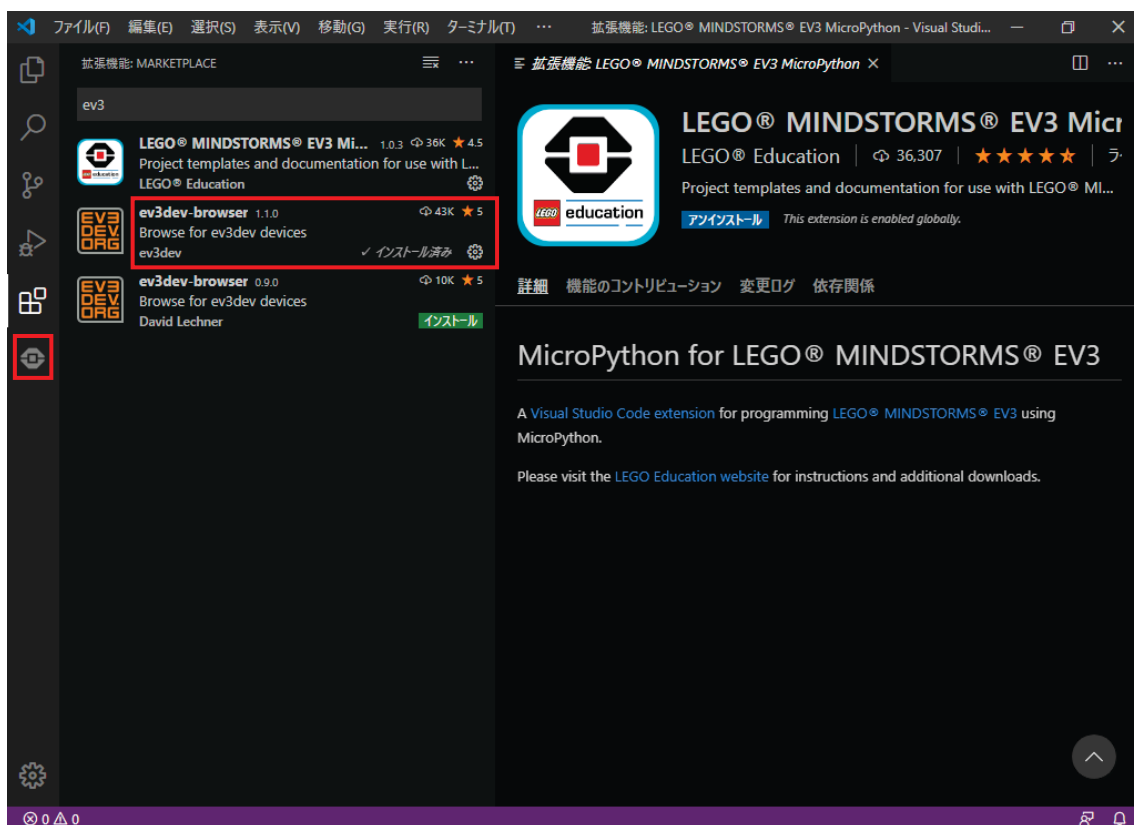 ファイル(F) 編集(E) 選択(S) 表示(V) 移動(G) 実行(R) ターミナル(T) ··· 拡張機能: LEGO® MINDSTORMS® EV3 MicroPython - Visual Studi...
拡張機能: MARKETPLACE ···
ev3
LEGO® MINDSTORMS® EV3 Mi... 1.0.3 36K ★ 4.5
Project templates and documentation for use with L...
LEGO® Education
ev3dev-browser 1.1.0 43K ★ 5
Browse for ev3dev devices
ev3dev ✓ インストール済み
ev3dev-browser 0.9.0 10K ★ 5
Browse for ev3dev devices
David Lechner インストール
EV3
DEV.
ORG
EV3
DEV.
ORG
拡張機能: LEGO® MINDSTORMS® EV3 MicroPython × ···
LEGO® MINDSTORMS® EV3 Micr
LEGO® Education 36,307 ★★★★★ ラ
Project templates and documentation for use with LEGO® MI...
アンインストール This extension is enabled globally.
LEGO education
詳細 機能のコントリビューション 変更ログ 依存関係
MicroPython for LEGO® MINDSTORMS® EV3
A Visual Studio Code extension for programming LEGO® MINDSTORMS® EV3 using
MicroPython.
Please visit the LEGO Education website for instructions and additional downloads.
0 0